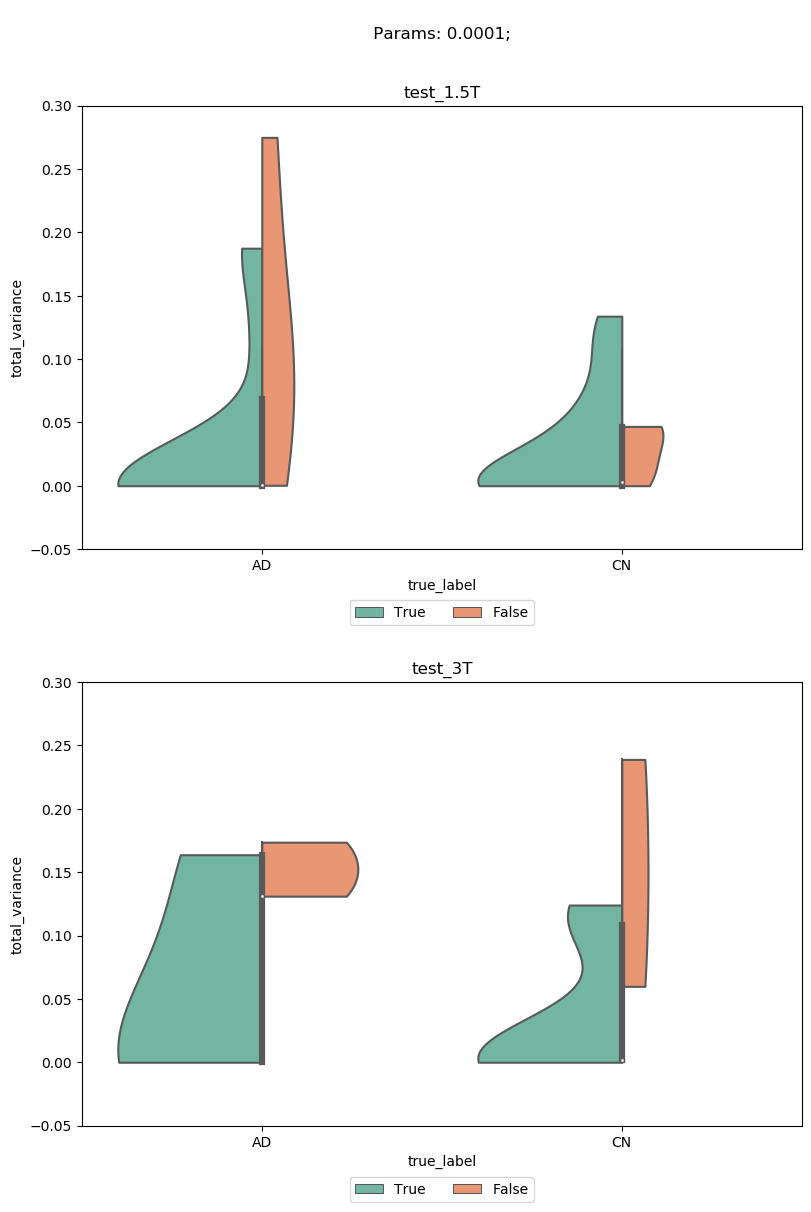 Params: 0.0001;
test_1.5T
0.30
0.25
0.20
0.15
0.10
0.05
0.00
−0.05
total_variance
AD CN
true_label
True False
test_3T
0.30
0.25
0.20
0.15
0.10
0.05
0.00
−0.05
total_variance
AD CN
true_label
True False